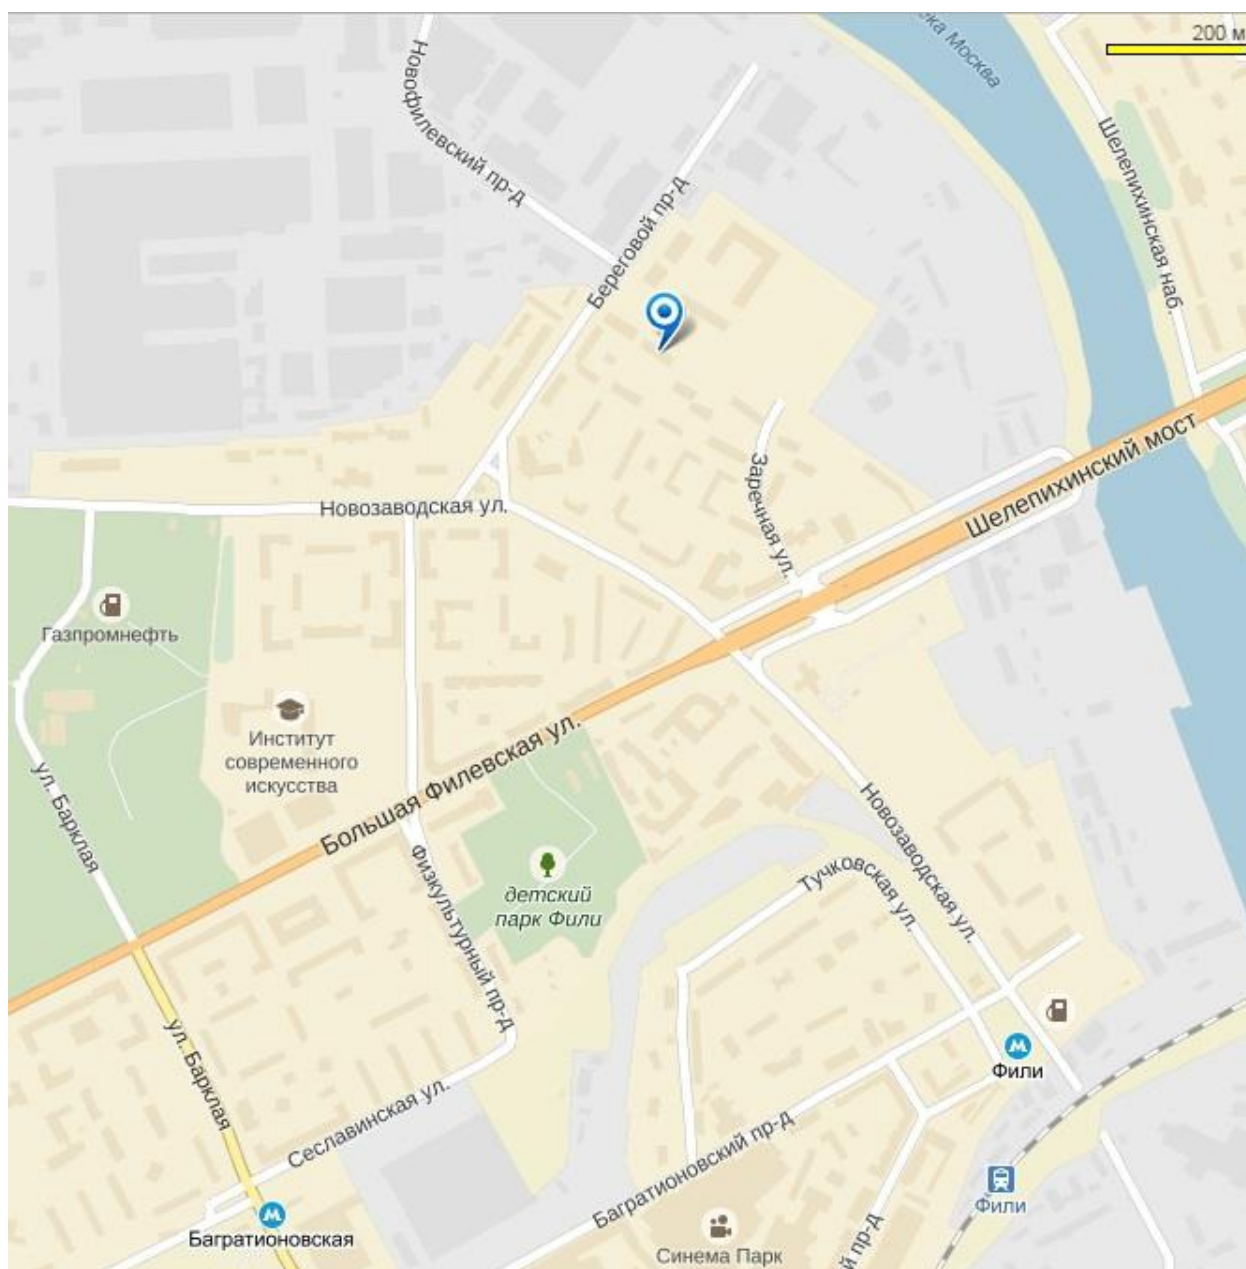 200 м
река Москва
Новофилевский пр-д
Береговой пр-д
Шелепихинская наб.
Шелепихинский мост
Заречная ул.
Новозаводская ул.
Газпромнефть
Институт
современного
искусства
Большая Филевская ул.
ул. Барклая
Физкультурный пр-д
детский
парк Фили
Тучковская ул.
Новозаводская ул.
ул. Барклая
Сеславинская ул.
Фили
Багратионовский пр-д
Фили
Багратионовская
Синема Парк
й пр-д